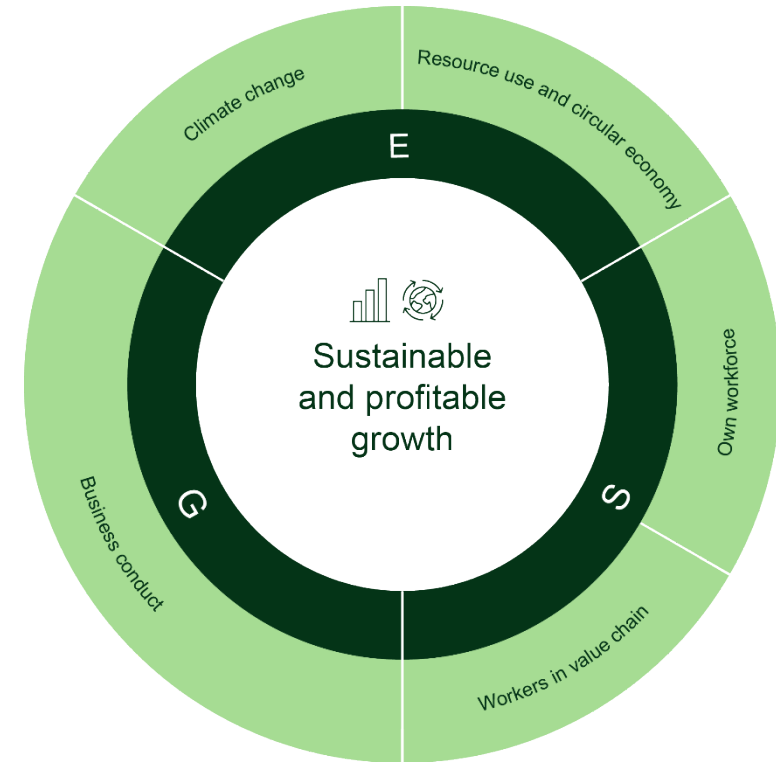 Climate change
Resource use and circular economy
E
Sustainable
and profitable
growth
Own workforce
S
G
Business conduct
Workers in value chain